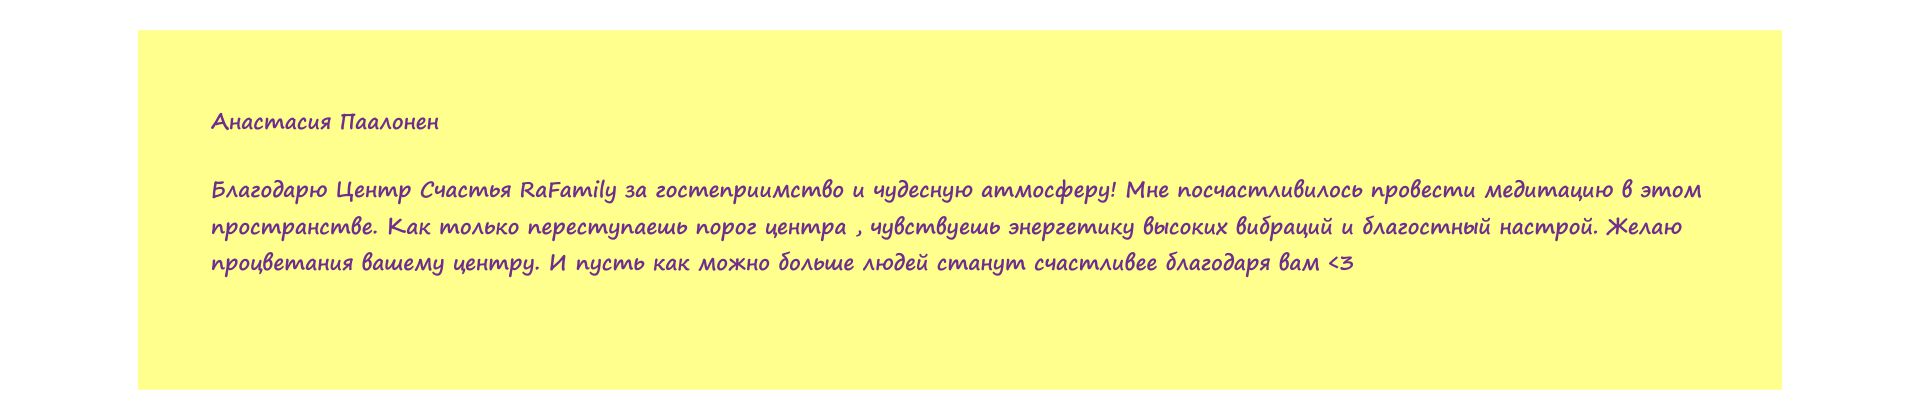 Анастасия Паалонен
Благодарю Центр Счастья RaFamily за гостеприимство и чудесную атмосферу! Мне посчастливилось провести медитацию в этом
пространстве. Как только переступаешь порог центра , чувствуешь энергетику высоких вибраций и благостный настрой. Желаю
процветания вашему центру. И пусть как можно больше людей станут счастливее благодаря вам <3